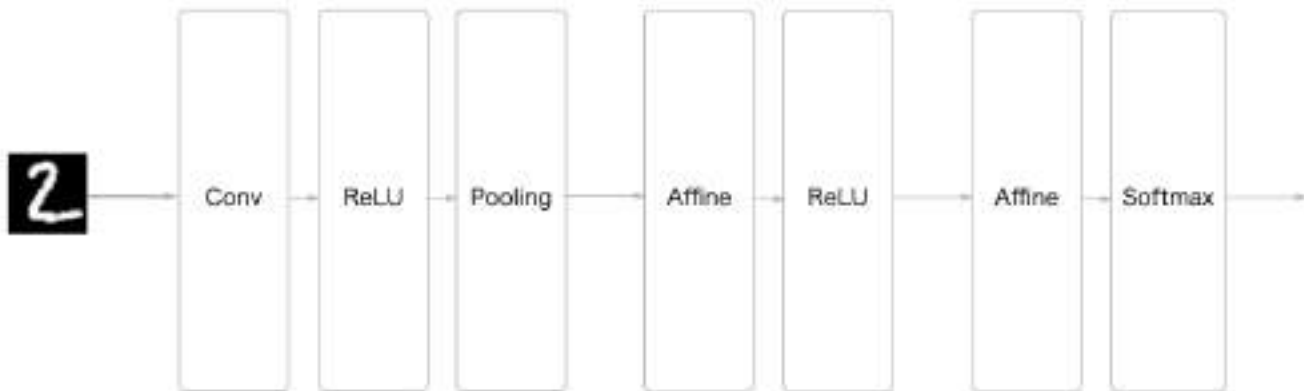 2
Conv
ReLU
Pooling
Affine
ReLU
Affine
Softmax